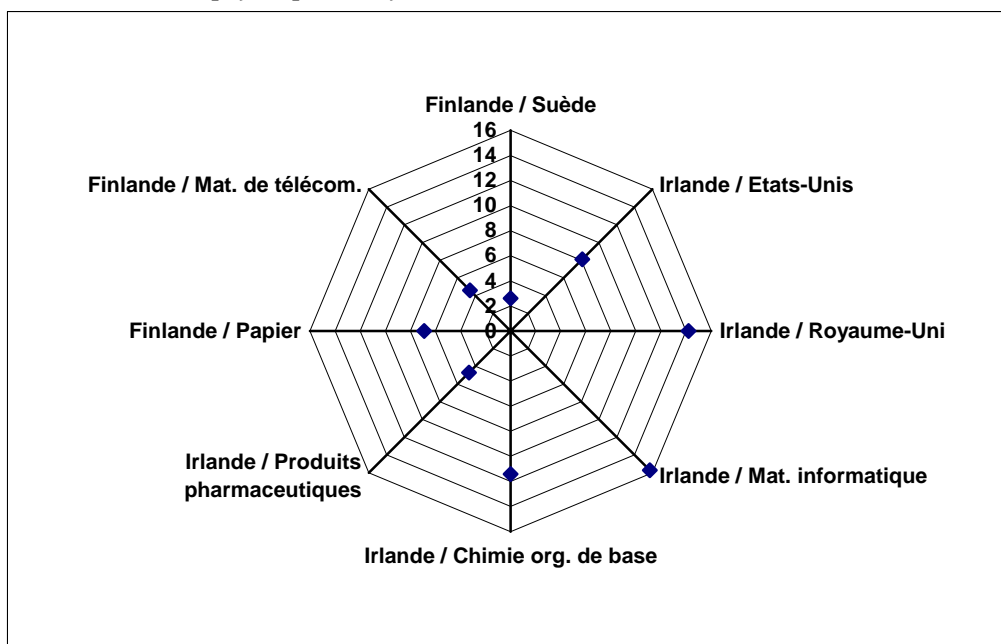 Finlande / Suède
16
14
12
10
8
6
4
2
0
Irlande / Etats-Unis
Irlande / Royaume-Uni
Irlande / Mat. informatique
Irlande / Chimie org. de base
Irlande / Produits
pharmaceutiques
Finlande / Papier
Finlande / Mat. de télécom.